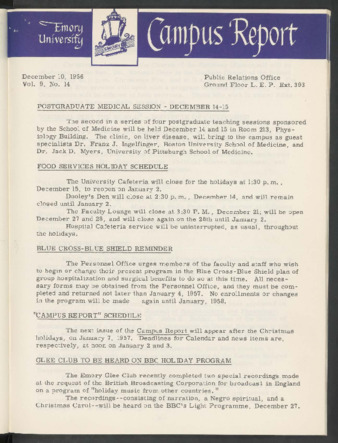 Emory
University
Campus Report
December 10, 1956
Vol. 9, No. 14
Public Relations Office
Ground Floor L. E. P. Ext. 393
POSTGRADUATE MEDICAL SESSION - DECEMBER 14-15
The second in a series of four postgraduate teaching sessions sponsored
by the School of Medicine will be held December 14 and 15 in Room 213, Phys-
iology Building. The clinic, on liver disease, will bring to the campus as guest
specialists Dr. Franz J. Ingelfinger, Boston University School of Medicine, and
Dr. Jack D. Myers, University of Pittsburg School of Medicine.
FOOD SERVICES HOLIDAY SCHEDULE
The University Cafeteria will close for the holidays at 1:30 p. m.,
December 15, to reopen on January 2.
Dooley's Den will close at 3:30 p. m., December 14, and will remain
closed until January 2.
The Faculty Lounge will close at 3:30 P. M., December 21, will be open
December 27 and 28, and will close again on the 28th until January 2.
Hospital Cafeteria service will be uninterrupted, as usual, throughout
the holidays.
BLUE CROSS-BLUE SHIELD REMINDER
The Personnel Office urges members of the faculty and staff who wish
to begin or change their present program in the Blue Cross-Blue Shield plan of
group hospitalization and surgical benefits to do so at this time. All neces-
sary forms may be obtained from the Personnel Office, and they must be com-
pleted and returned not later than January 4, 1957. No enrollments or changes
in the program will be made again until January, 1958.
"CAMPUS REPORT" SCHEDULE
The next issue of the Campus Report will appear after the Christmas
holidays, on January 7, 1957. Deadlines for Calendar and news items are,
respectively, at noon on January 2 and 3.
GLEE CLUB TO BE HEARD ON BBC HOLIDAY PROGRAM
The Emory Glee Club recently completed two special recordings made
at the request of the British Broadcasting Corporation for broadcast in England
on a program of "holiday music from other countries."
The recordings--consisting of narration, a Negro spiritual, and a
Christmas Carol--will be heard on the BBC's Light Programme, December 27.